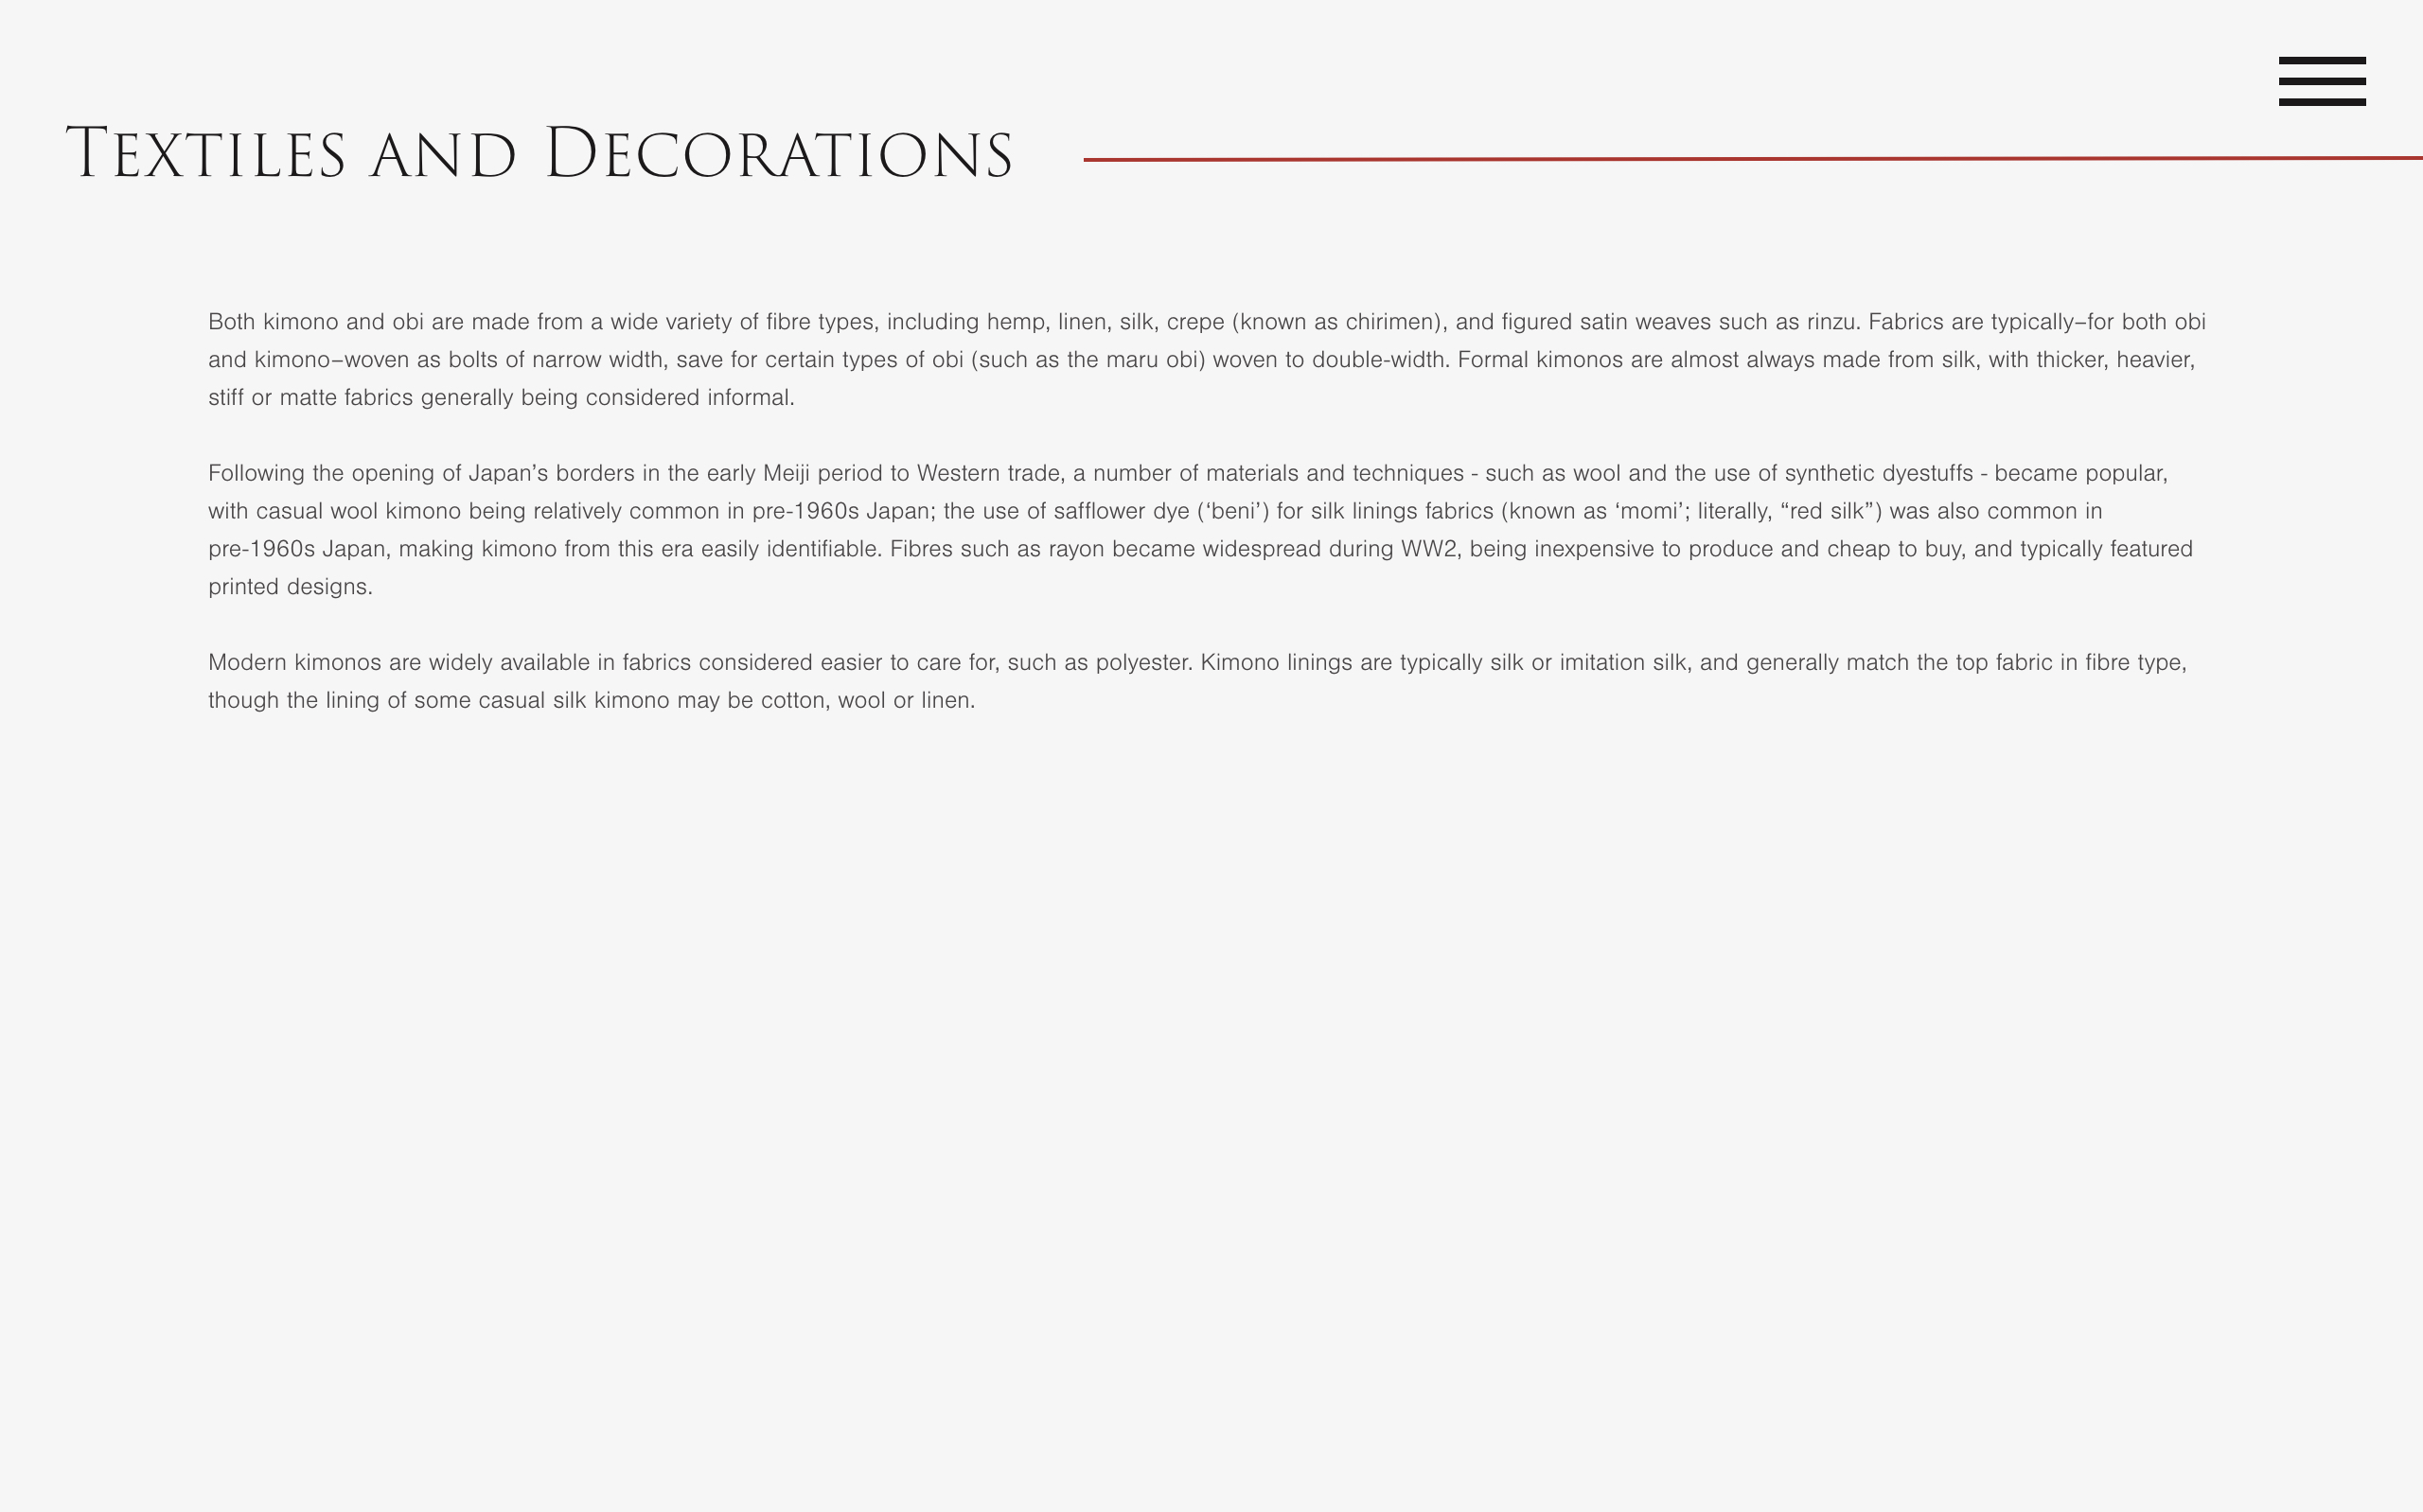 Textiles and Decorations
Both kimono and obi are made from a wide variety of fibre types, including hemp, linen, silk, crepe (known as chirimen), and figured satin weaves such as rinzu. Fabrics are typically–for both obi
and kimono–woven as bolts of narrow width, save for certain types of obi (such as the maru obi) woven to double-width. Formal kimonos are almost always made from silk, with thicker, heavier,
stiff or matte fabrics generally being considered informal.
Following the opening of Japan’s borders in the early Meiji period to Western trade, a number of materials and techniques - such as wool and the use of synthetic dyestuffs - became popular,
with casual wool kimono being relatively common in pre-1960s Japan; the use of safflower dye (‘beni’) for silk linings fabrics (known as ‘momi’; literally, “red silk”) was also common in
pre-1960s Japan, making kimono from this era easily identifiable. Fibres such as rayon became widespread during WW2, being inexpensive to produce and cheap to buy, and typically featured
printed designs.
Modern kimonos are widely available in fabrics considered easier to care for, such as polyester. Kimono linings are typically silk or imitation silk, and generally match the top fabric in fibre type,
though the lining of some casual silk kimono may be cotton, wool or linen.